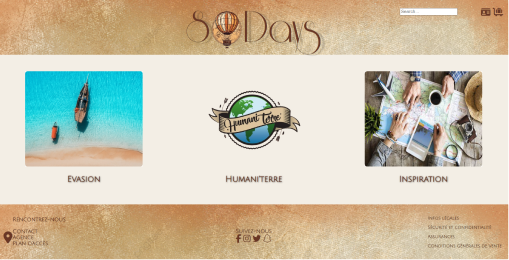 SODays
Search
Humani'Terre
EVASION
HUMANI'TERRE
INSPIRATION
RENCONTREZ-NOUS
CONTACT
AGENCE
PLAN D'ACCÈS
SUIVEZ-NOUS
INFOS LÉGALES
SÉCURITÉ ET CONFIDENTIALITÉ
ASSURANCES
CONDITIONS GÉNÉRALES DE VENTE